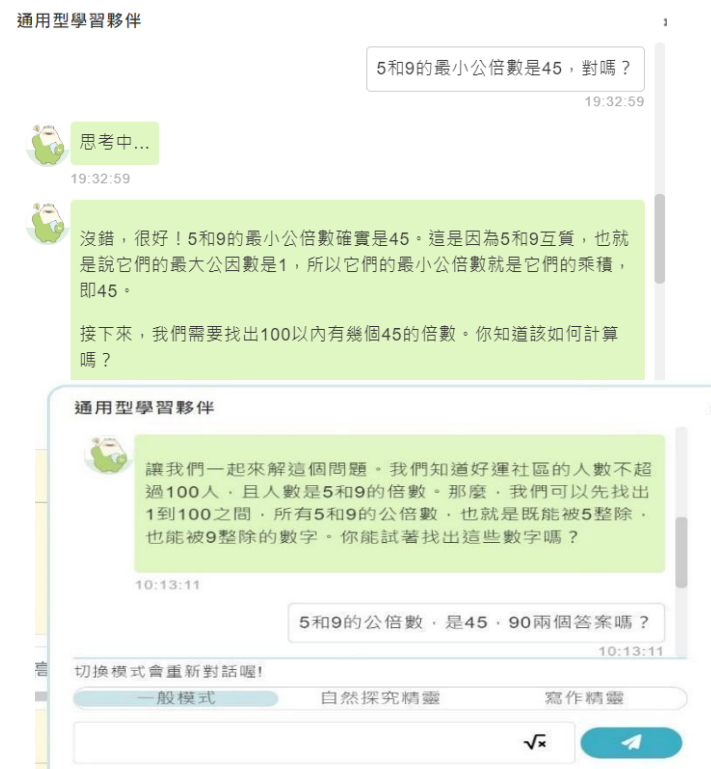 通用型學習夥伴
5和9的最小公倍數是45，對嗎？
19:32:59
思考中...
19:32:59
沒錯，很好！5和9的最小公倍數確實是45。這是因為5和9互質，也就
是說它們的最大公因數是1，所以它們的最小公倍數就是它們的乘積，
即45。
接下來，我們需要找出100以內有幾個45的倍數。你知道該如何計算
嗎？
通用型學習夥伴
讓我們一起來解這個問題。我們知道好運社區的人數不超
過100人，且人數是5和9的倍數。那麼，我們可以先找出
1到100之間，所有5和9的公倍數，也就是既能被5整除，
也能被9整除的數字。你能試著找出這些數字嗎？
10:13:11
5和9的公倍數，是45，90兩個答案嗎？
10:13:11
切換模式會重新對話喔!
一般模式 自然探究精靈 寫作精靈
√x